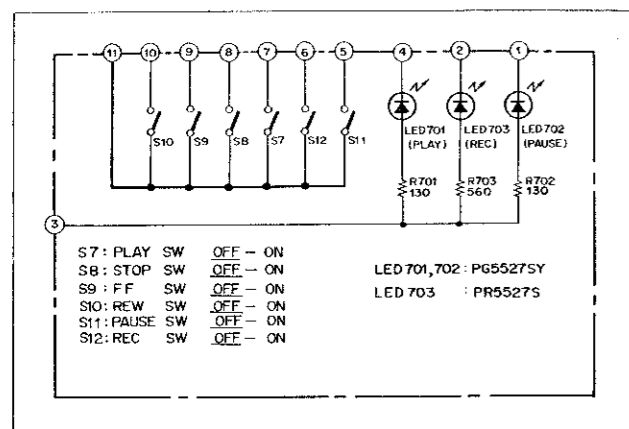 11 10 9 8 7 6 5 4 2 1
S10 S9 S8 S7 S12 S11
LED701 (PLAY)
LED703 (REC)
LED702 (PAUSE)
R701 130
R703 560
R702 130
3
S7: PLAY SW OFF - ON
S8: STOP SW OFF - ON
S9: FF SW OFF - ON
S10: REW SW OFF - ON
S11: PAUSE SW OFF - ON
S12: REC SW OFF - ON
LED701,702: PG5527SY
LED703 : PR5527S